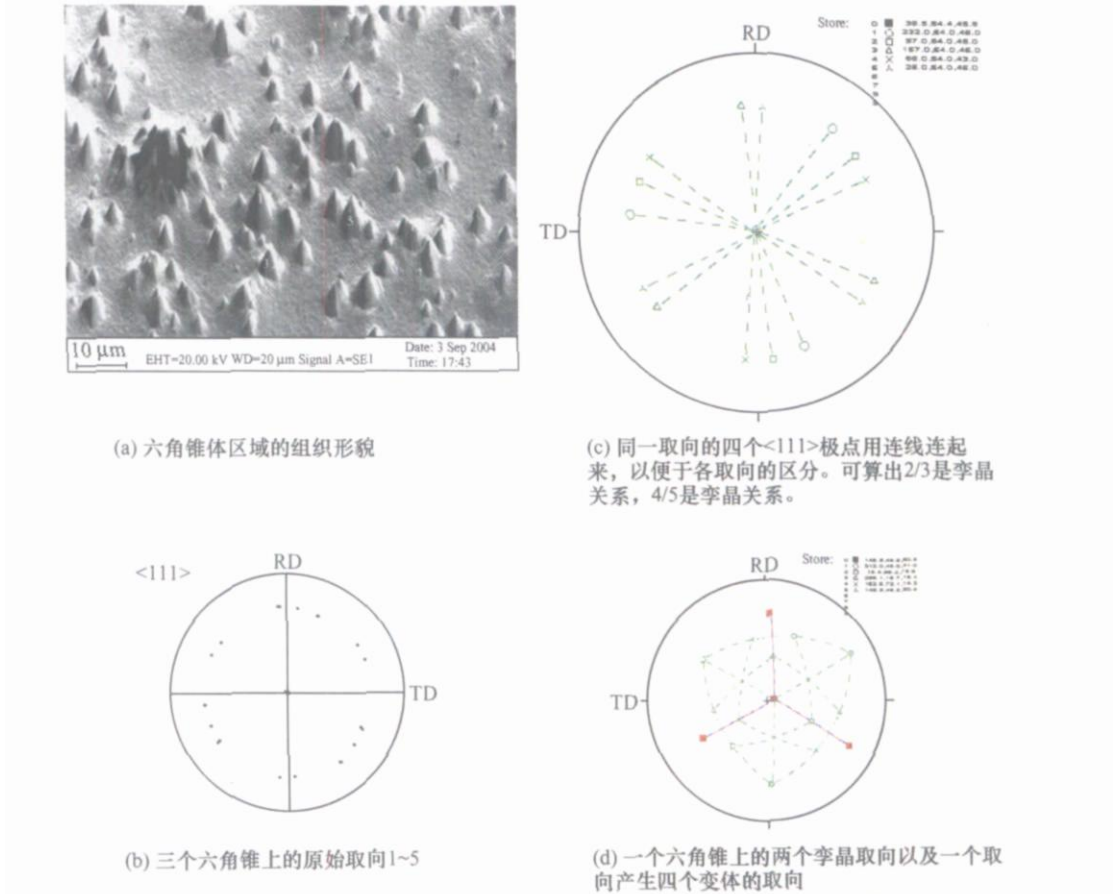 10 μm
EHT=20.00 kV WD=20 μm Signal A=SE1
Date: 3 Sep 2004
Time: 17:43
(a) 六角锥体区域的组织形貌
Store:
RD
TD
(c) 同一取向的四个<111>极点用连线连起
来,以便于各取向的区分。可算出2/3是孪晶
关系,4/5是孪晶关系。
<111>
RD
TD
(b) 三个六角锥上的原始取向1~5
Store:
RD
TD
(d) 一个六角锥上的两个孪晶取向以及一个取
向产生四个变体的取向